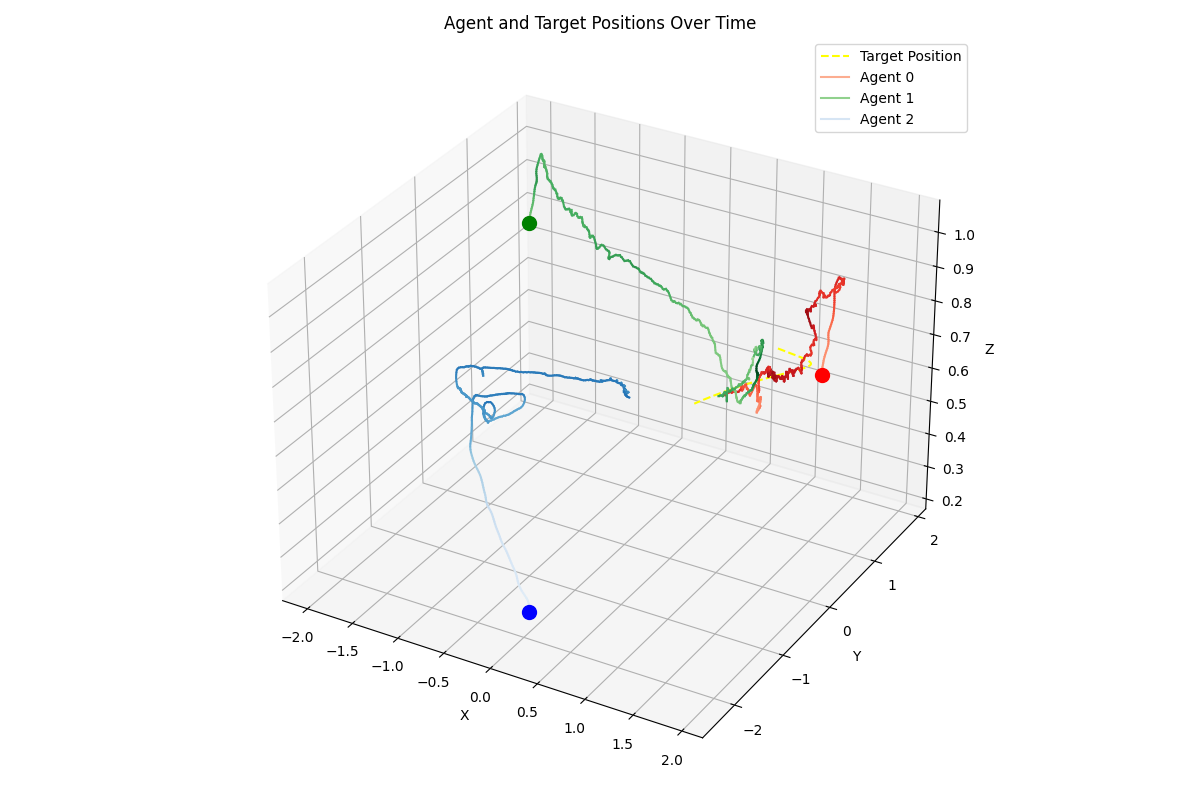 Agent and Target Positions Over Time
Target Position
Agent 0
Agent 1
Agent 2
1.0
0.9
0.8
0.7
Z
0.6
0.5
0.4
0.3
0.2
2
1
0
Y
−1
−2
−2.0
−1.5
−1.0
−0.5
0.0
X
0.5
1.0
1.5
2.0